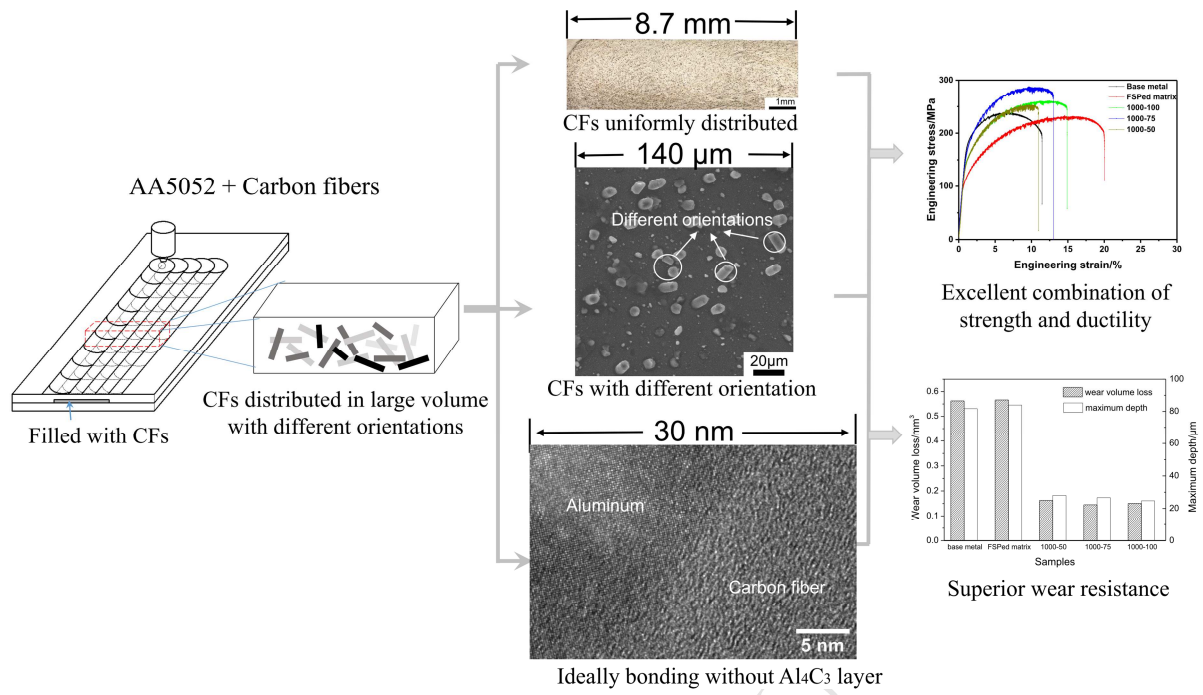 AA5052 + Carbon fibers
Filled with CFs
CFs distributed in large volume
with different orientations
8.7 mm
1mm
CFs uniformly distributed
140 μm
Different orientations
20μm
CFs with different orientation
30 nm
Aluminum
Carbon fiber
5 nm
Ideally bonding without Al4C3 layer
Engineering stress/MPa
300
200
100
0
Base metal
FSPed matrix
1000-100
1000-75
1000-50
0 5 10 15 20 25 30
Engineering strain/%
Excellent combination of
strength and ductility
Wear volume loss/mm³
0.6
0.5
0.4
0.3
0.2
0.1
0.0
wear volume loss
maximum depth
100
80
60
40
20
0
Maximum depth/μm
base metal FSPed matrix 1000-50 1000-75 1000-100
Samples
Superior wear resistance